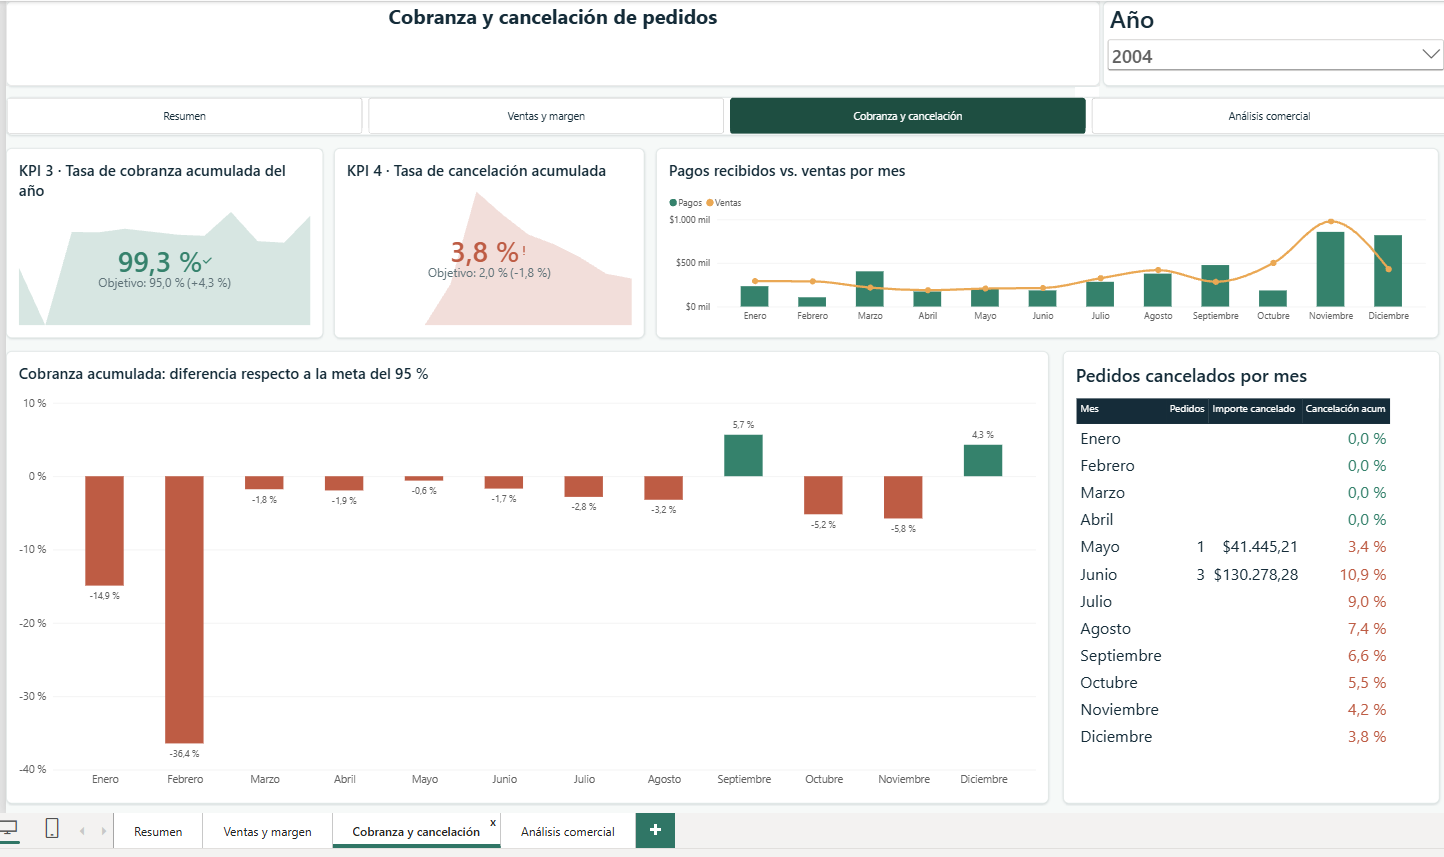 Cobranza y cancelación de pedidos
Año
2004
Resumen
Ventas y margen
Cobranza y cancelación
Análisis comercial
KPI 3 · Tasa de cobranza acumulada del
año
99,3 %
Objetivo: 95,0 % (+4,3 %)
KPI 4 · Tasa de cancelación acumulada
3,8 %!
Objetivo: 2,0 % (-1,8 %)
Pagos recibidos vs. ventas por mes
Pagos Ventas
$1.000 mil
$500 mil
$0 mil
Enero Febrero Marzo Abril Mayo Junio Julio Agosto Septiembre Octubre Noviembre Diciembre
Cobranza acumulada: diferencia respecto a la meta del 95 %
10 %
0 %
-10 %
-20 %
-30 %
-40 %
-14,9 %
-36,4 %
-1,8 %
-1,9 %
-0,6 %
-1,7 %
-2,8 %
-3,2 %
5,7 %
-5,2 %
-5,8 %
4,3 %
Enero Febrero Marzo Abril Mayo Junio Julio Agosto Septiembre Octubre Noviembre Diciembre
Pedidos cancelados por mes
Mes Pedidos Importe cancelado Cancelación acum
Enero 0,0 %
Febrero 0,0 %
Marzo 0,0 %
Abril 0,0 %
Mayo 1 $41.445,21 3,4 %
Junio 3 $130.278,28 10,9 %
Julio 9,0 %
Agosto 7,4 %
Septiembre 6,6 %
Octubre 5,5 %
Noviembre 4,2 %
Diciembre 3,8 %
Resumen
Ventas y margen
Cobranza y cancelación x
Análisis comercial
+